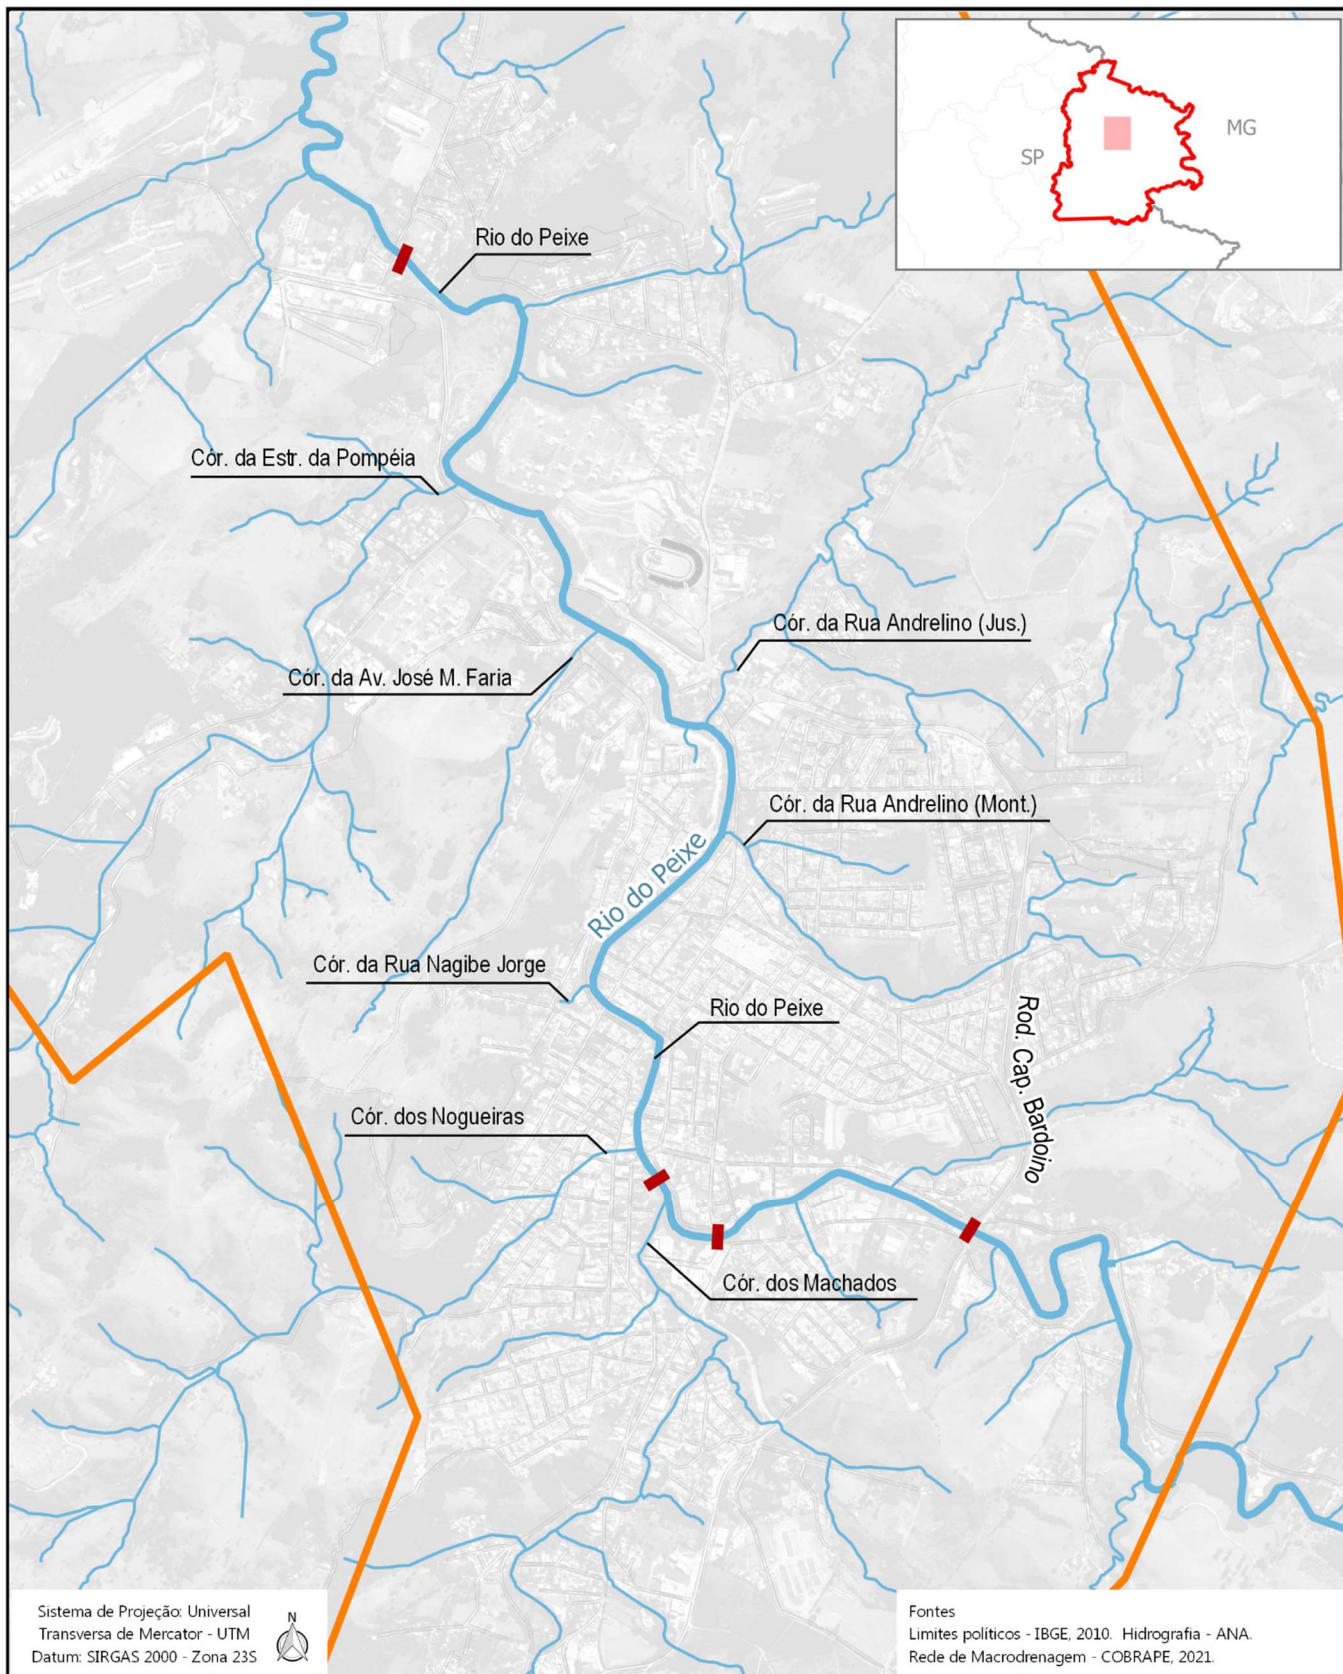 MG
SP
Rio do Peixe
Cór. da Estr. da Pompéia
Cór. da Rua Andrelino (Jus.)
Cór. da Av. José M. Faria
Cór. da Rua Andrelino (Mont.)
Rio do Peixe
Cór. da Rua Nagibe Jorge
Rio do Peixe
Rod. Cap. Bardoino
Cór. dos Nogueiras
Cór. dos Machados
Sistema de Projeção: Universal
Transversa de Mercator - UTM
Datum: SIRGAS 2000 - Zona 23S
N
Fontes
Limites políticos - IBGE, 2010. Hidrografia - ANA.
Rede de Macrodrenagem - COBRAPE, 2021.